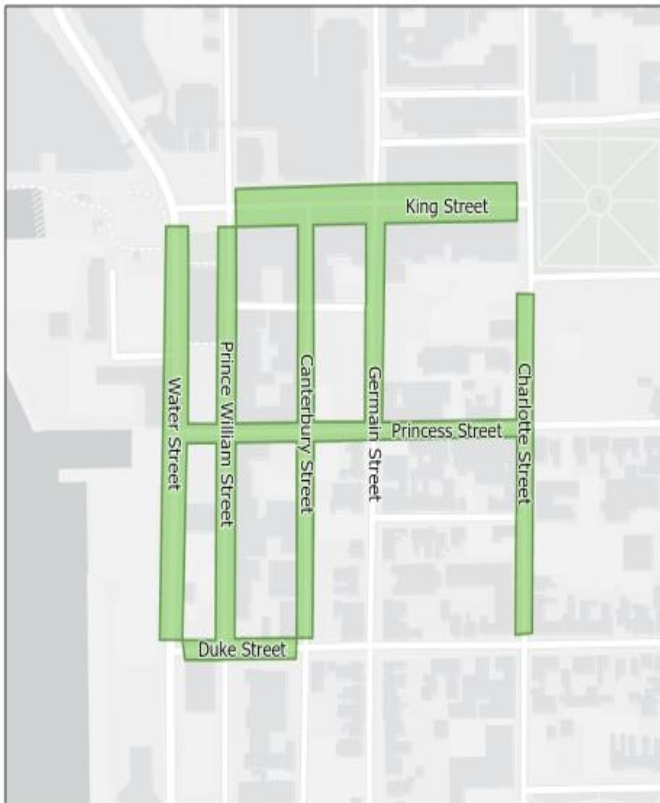 King Street
Water Street
Prince William Street
Canterbury Street
Germain Street
Charlotte Street
Princess Street
Duke Street